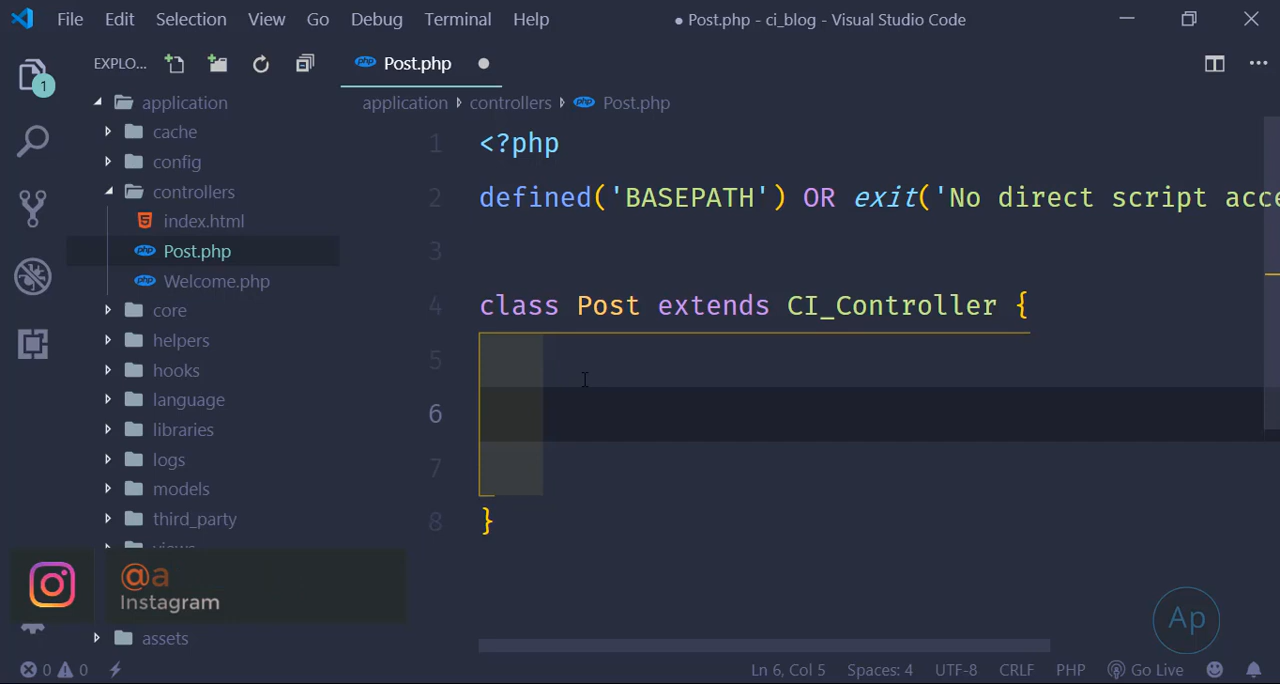 File Edit Selection View Go Debug Terminal Help ● Post.php - ci_blog - Visual Studio Code
EXPLO... Post.php
1
application
cache
config
controllers
index.html
Post.php
Welcome.php
core
helpers
hooks
language
libraries
logs
models
third_party
views
assets
application controllers Post.php
1 <?php
2 defined('BASEPATH') OR exit('No direct script acce
3
4 class Post extends CI_Controller {
5
6
7
8 }
@a
Instagram
Ap
0 0 Ln 6, Col 5 Spaces: 4 UTF-8 CRLF PHP Go Live